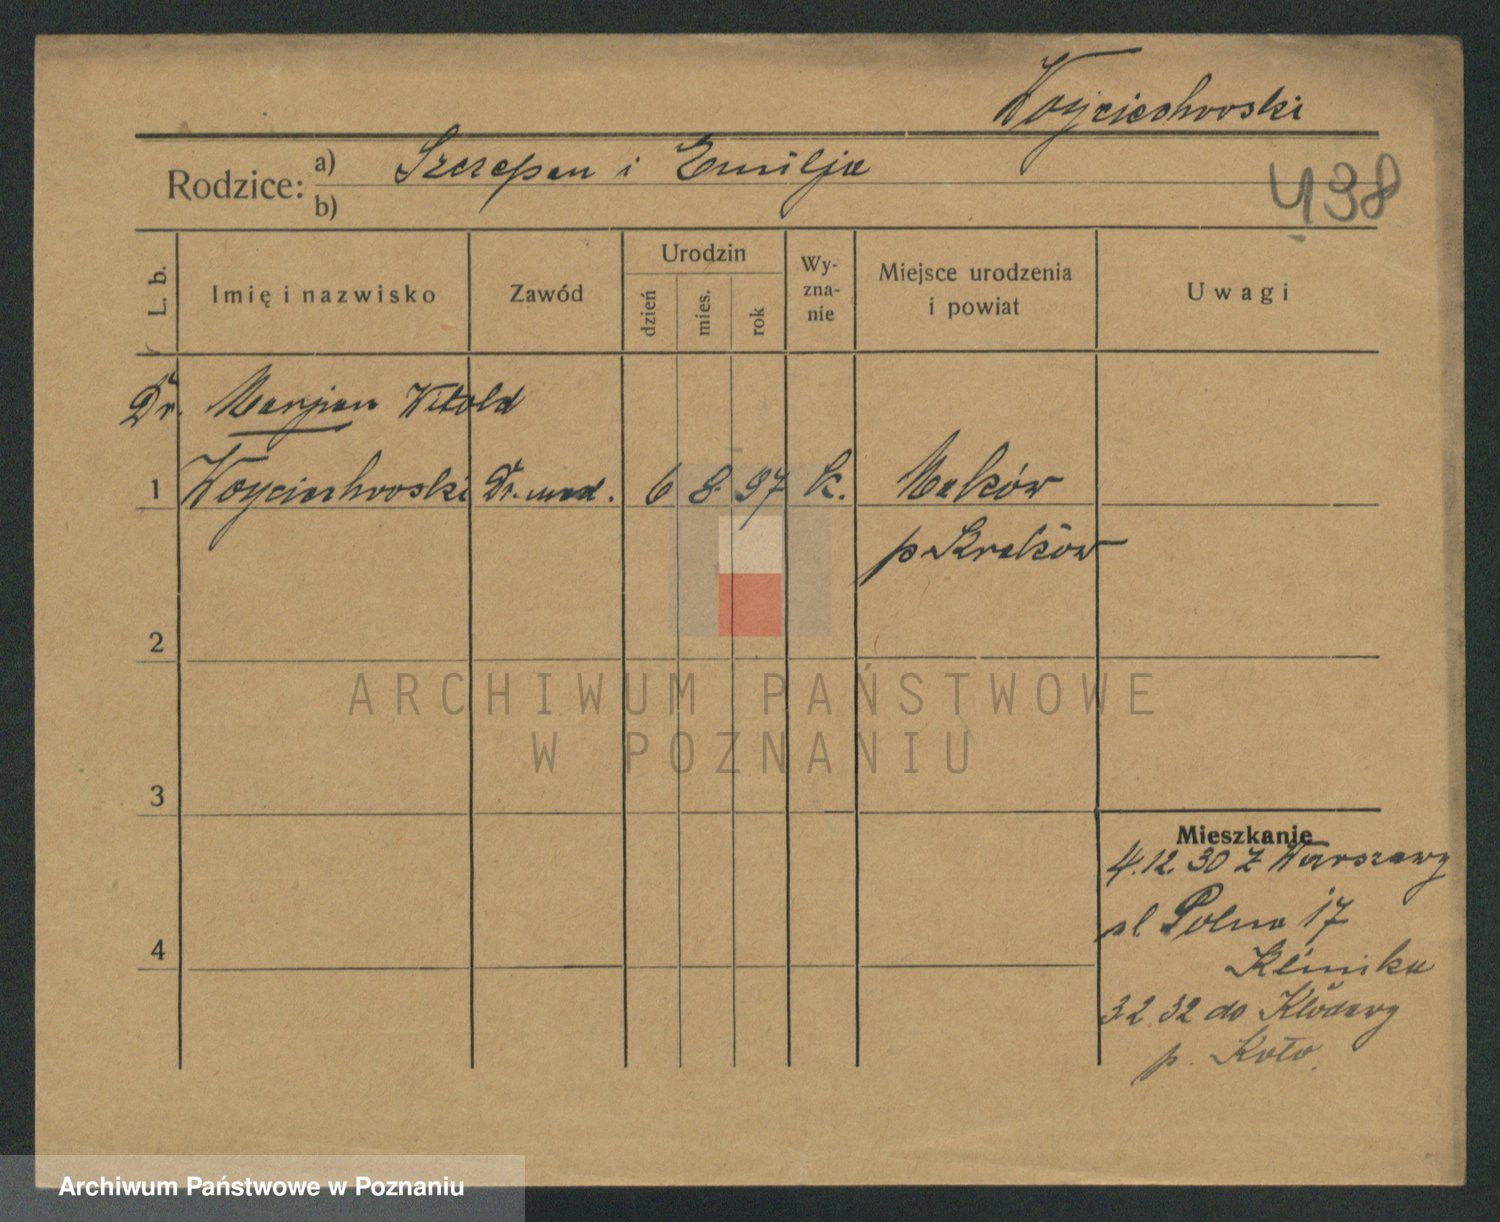 Wojciechowski
Rodzice: a) Szczepan i Emilja
b)
498
L. b.
Imię i nazwisko
Zawód
Urodzin
dzień
mies.
rok
Wy-
zna-
nie
Miejsce urodzenia
i powiat
Uwagi
Dr. Marjan Witold
1 Wojciechowski Dr. med. 6 8 97 k. Maków
p Kraków
2
3
4
Mieszkanie
4.12.30 z Warszawy
ul. Polna 17
Klinika
3.2.32 do Kłodawy
p. Koło.
ARCHIWUM PAŃSTWOWE
W POZNANIU
Archiwum Państwowe w Poznaniu